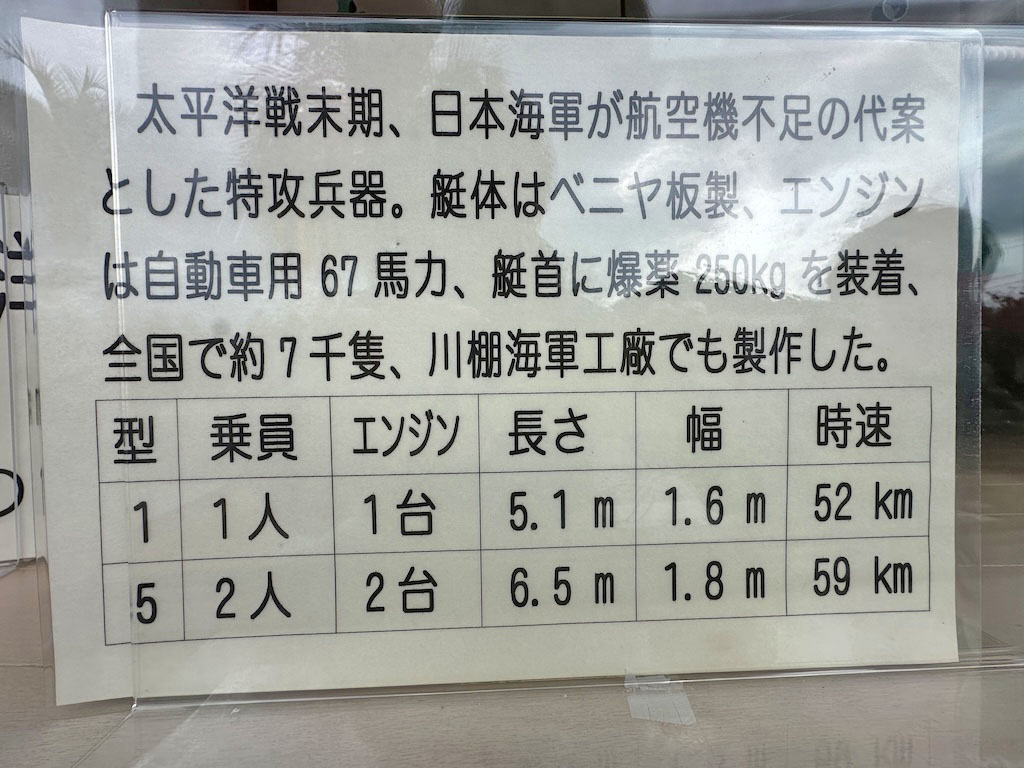 太平洋戦末期、日本海軍が航空機不足の代案
とした特攻兵器。艇体はベニヤ板製、エンジン
は自動車用 67 馬力、艇首に爆薬 250kg を装着、
全国で約 7 千隻、川棚海軍工廠でも製作した。
型 乗員 エンジン 長さ 幅 時速
1 1人 1台 5.1 m 1.6 m 52 km
5 2人 2台 6.5 m 1.8 m 59 km